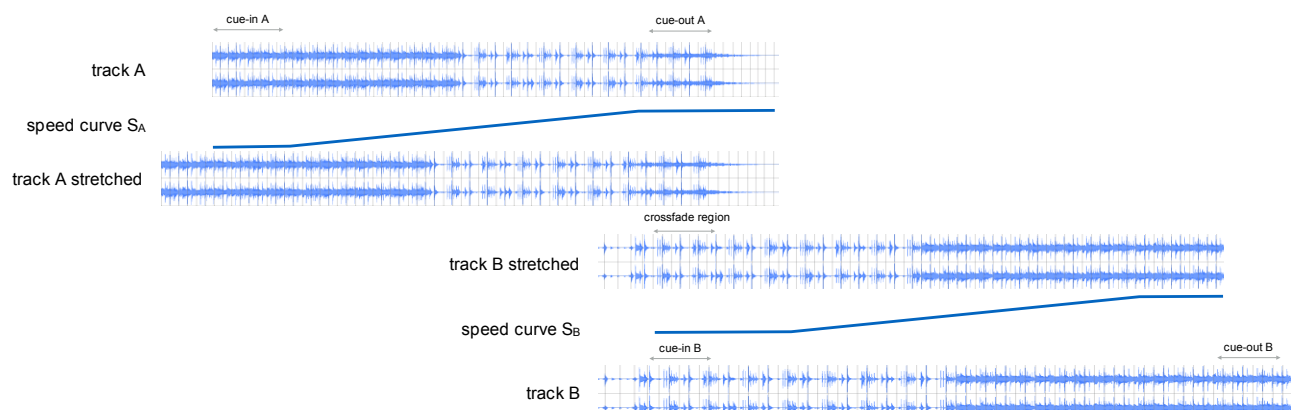 cue-in A
cue-out A
track A
speed curve SA
track A stretched
crossfade region
track B stretched
speed curve SB
cue-in B
cue-out B
track B